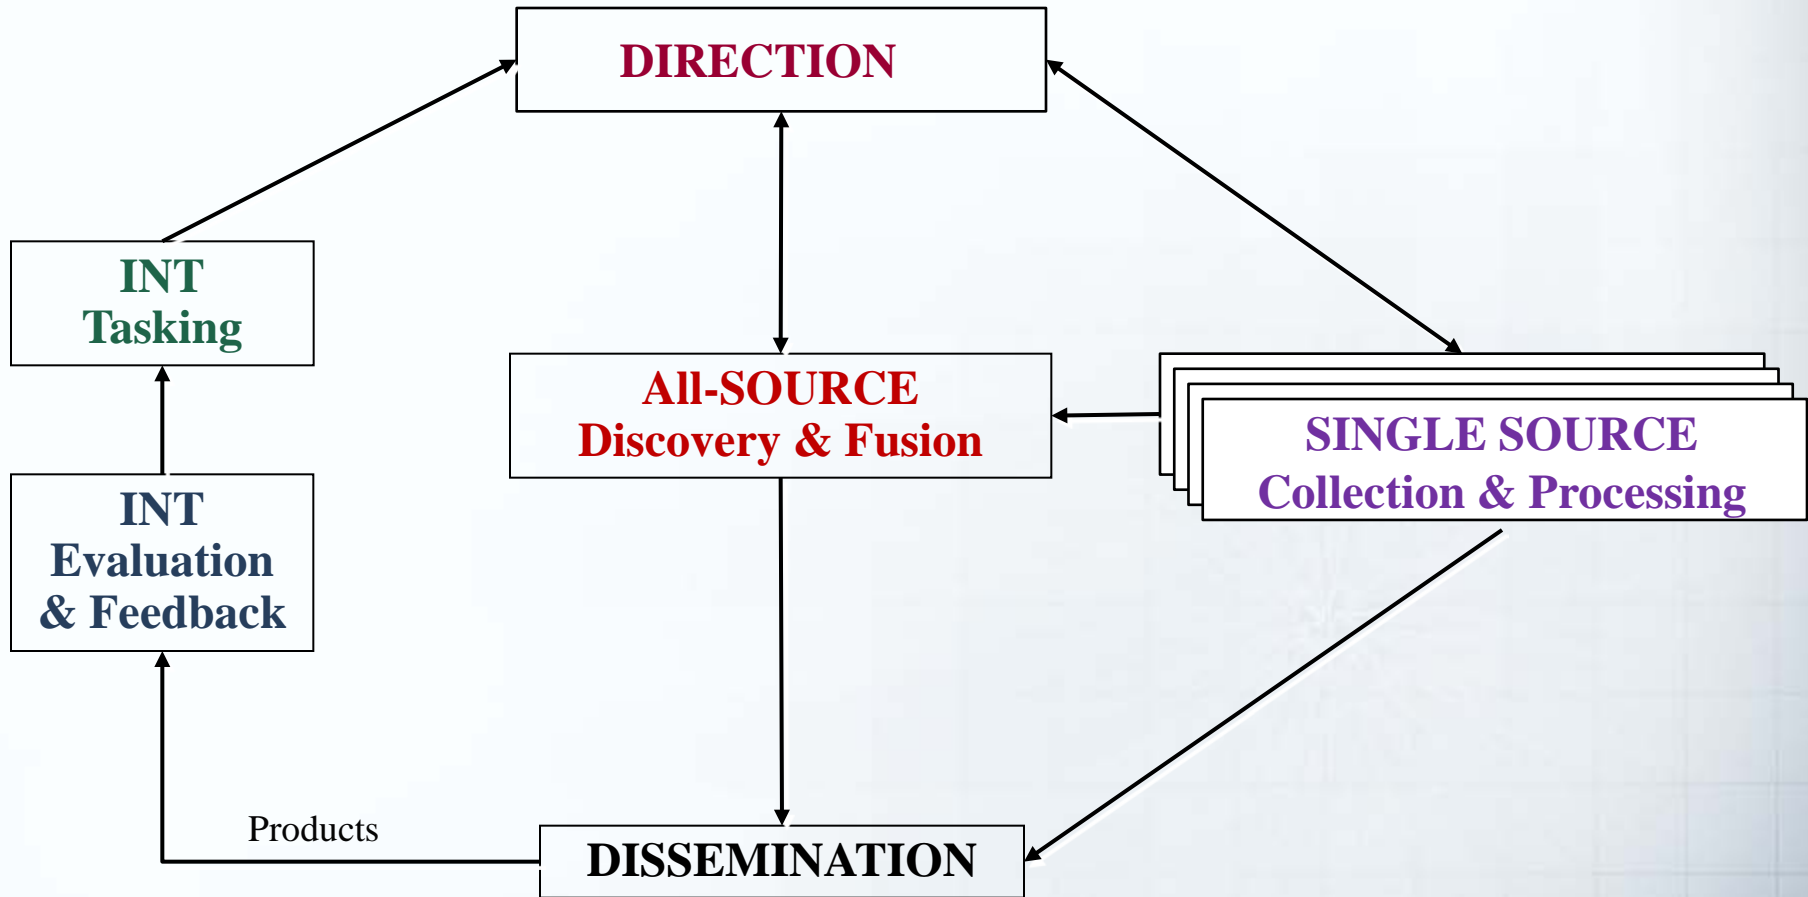 DIRECTION
INT
Tasking
All-SOURCE
Discovery & Fusion
SINGLE SOURCE
Collection & Processing
INT
Evaluation
& Feedback
Products
DISSEMINATION